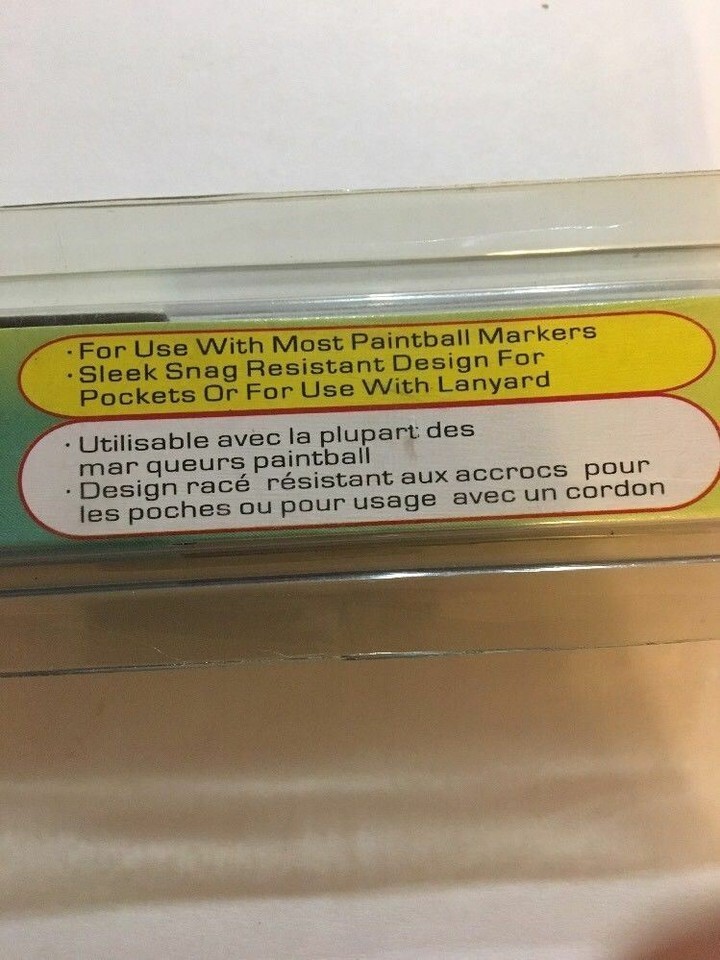 · For Use With Most Paintball Markers
· Sleek Snag Resistant Design For
Pockets Or For Use With Lanyard
· Utilisable avec la plupart des
mar queurs paintball
· Design racé résistant aux accrocs pour
les poches ou pour usage avec un cordon